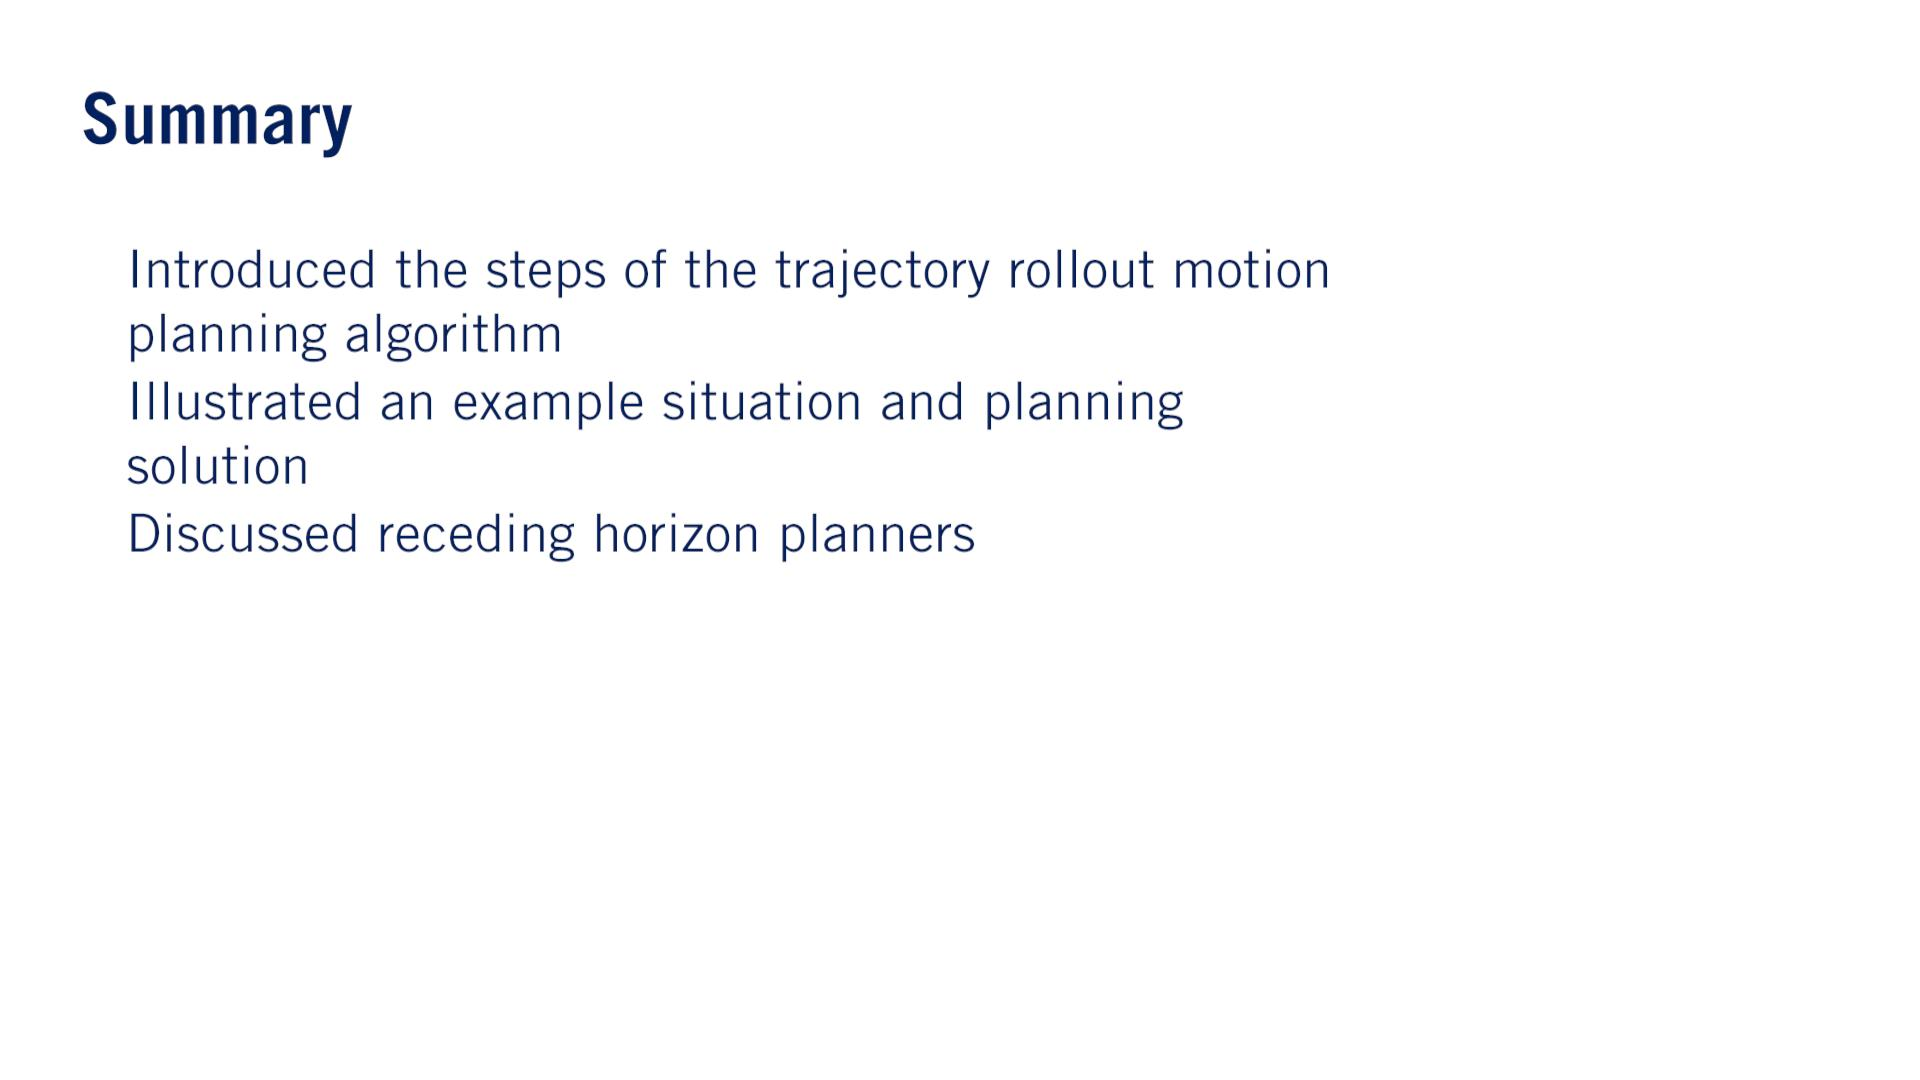 Summary
Introduced the steps of the trajectory rollout motion
planning algorithm
Illustrated an example situation and planning
solution
Discussed receding horizon planners